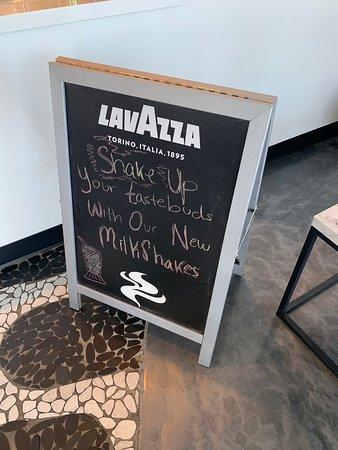 LAVAZZA
TORINO, ITALIA, 1895
Shake Up
your tastebuds
With Our New
Milkshakes